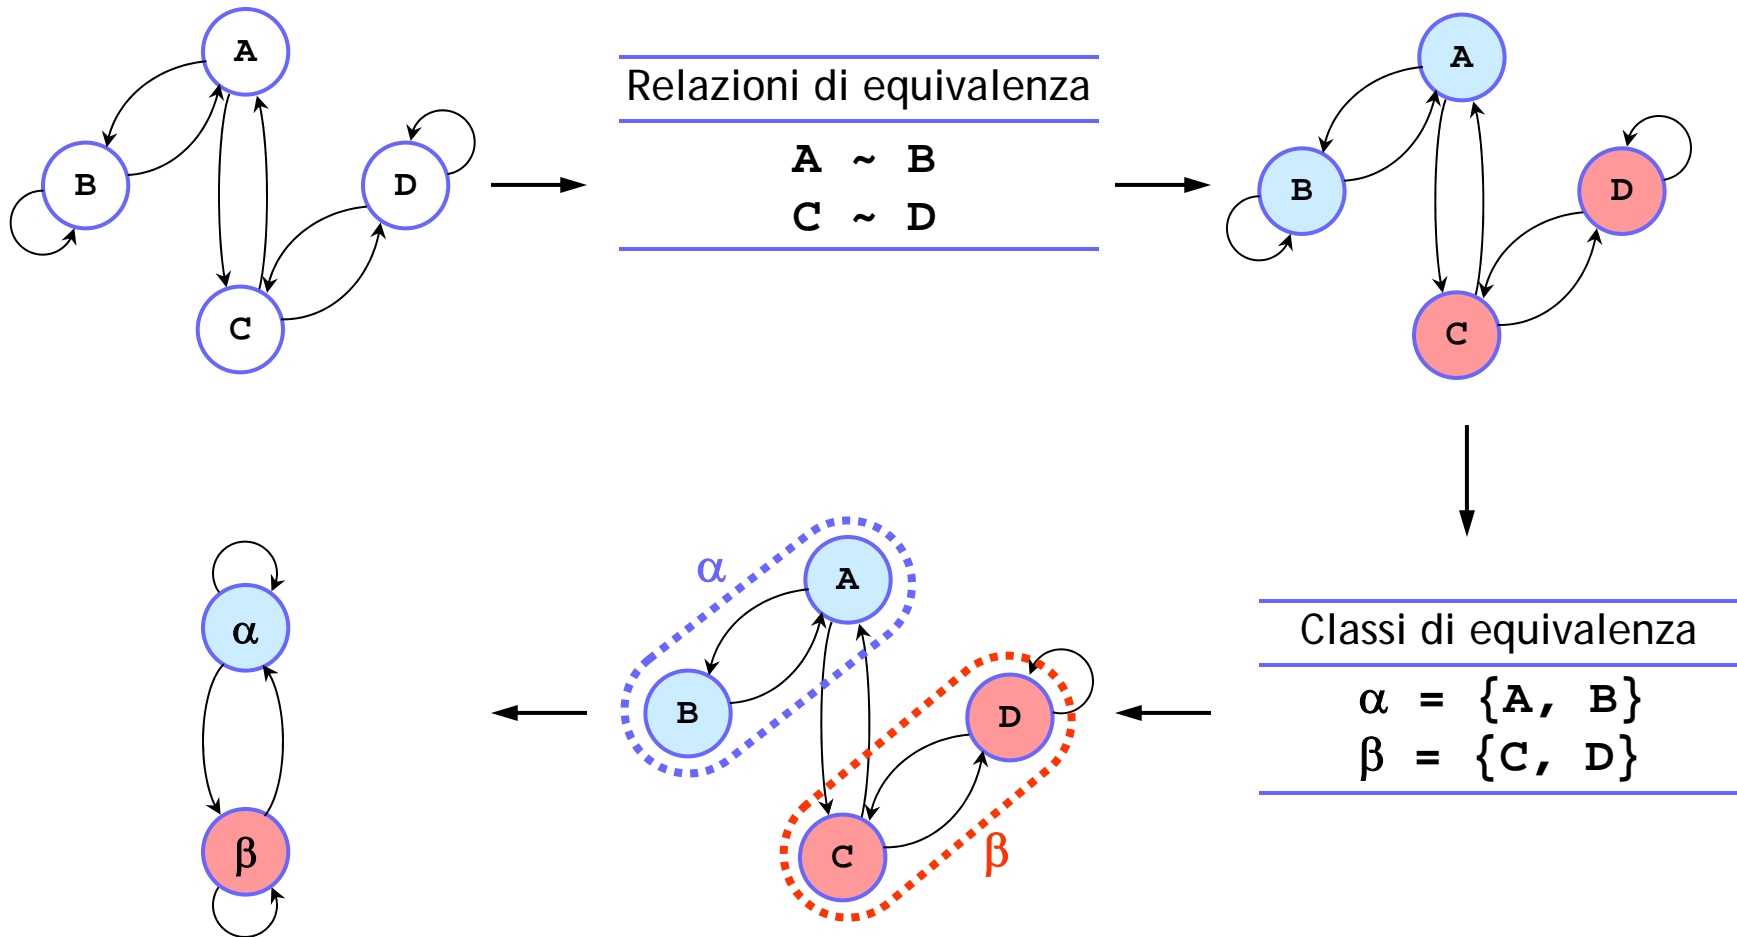 A
B
D
C
Relazioni di equivalenza
A ~ B
C ~ D
A
B
D
C
Classi di equivalenza
α = {A, B}
β = {C, D}
α
A
B
D
C
β
α
β